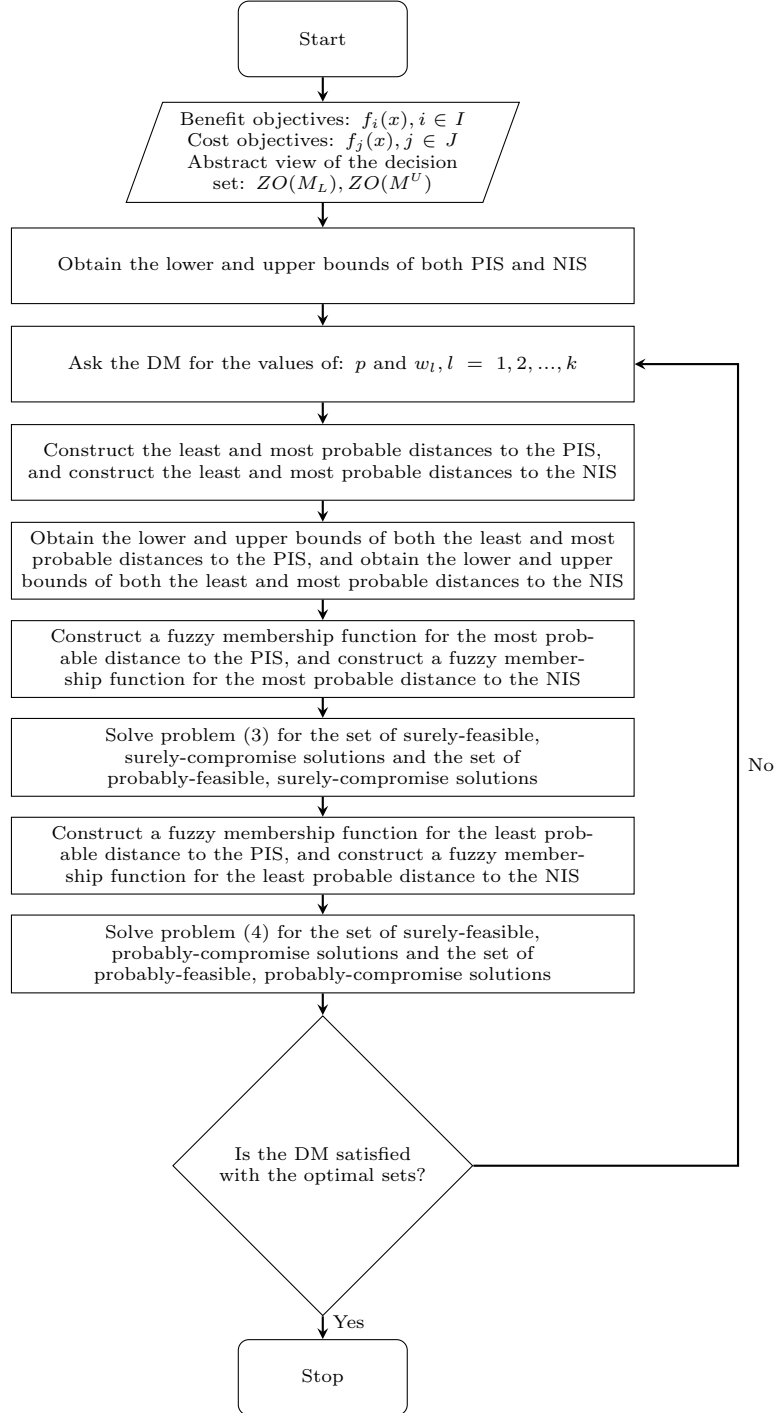 Start
Benefit objectives: f_i(x), i ∈ I
Cost objectives: f_j(x), j ∈ J
Abstract view of the decision
set: ZO(M_L), ZO(M^U)
Obtain the lower and upper bounds of both PIS and NIS
Ask the DM for the values of: p and w_l, l = 1, 2, ..., k
Construct the least and most probable distances to the PIS,
and construct the least and most probable distances to the NIS
Obtain the lower and upper bounds of both the least and most
probable distances to the PIS, and obtain the lower and upper
bounds of both the least and most probable distances to the NIS
Construct a fuzzy membership function for the most prob-
able distance to the PIS, and construct a fuzzy member-
ship function for the most probable distance to the NIS
Solve problem (3) for the set of surely-feasible,
surely-compromise solutions and the set of
probably-feasible, surely-compromise solutions
No
Construct a fuzzy membership function for the least prob-
able distance to the PIS, and construct a fuzzy member-
ship function for the least probable distance to the NIS
Solve problem (4) for the set of surely-feasible,
probably-compromise solutions and the set of
probably-feasible, probably-compromise solutions
Is the DM satisfied
with the optimal sets?
Yes
Stop